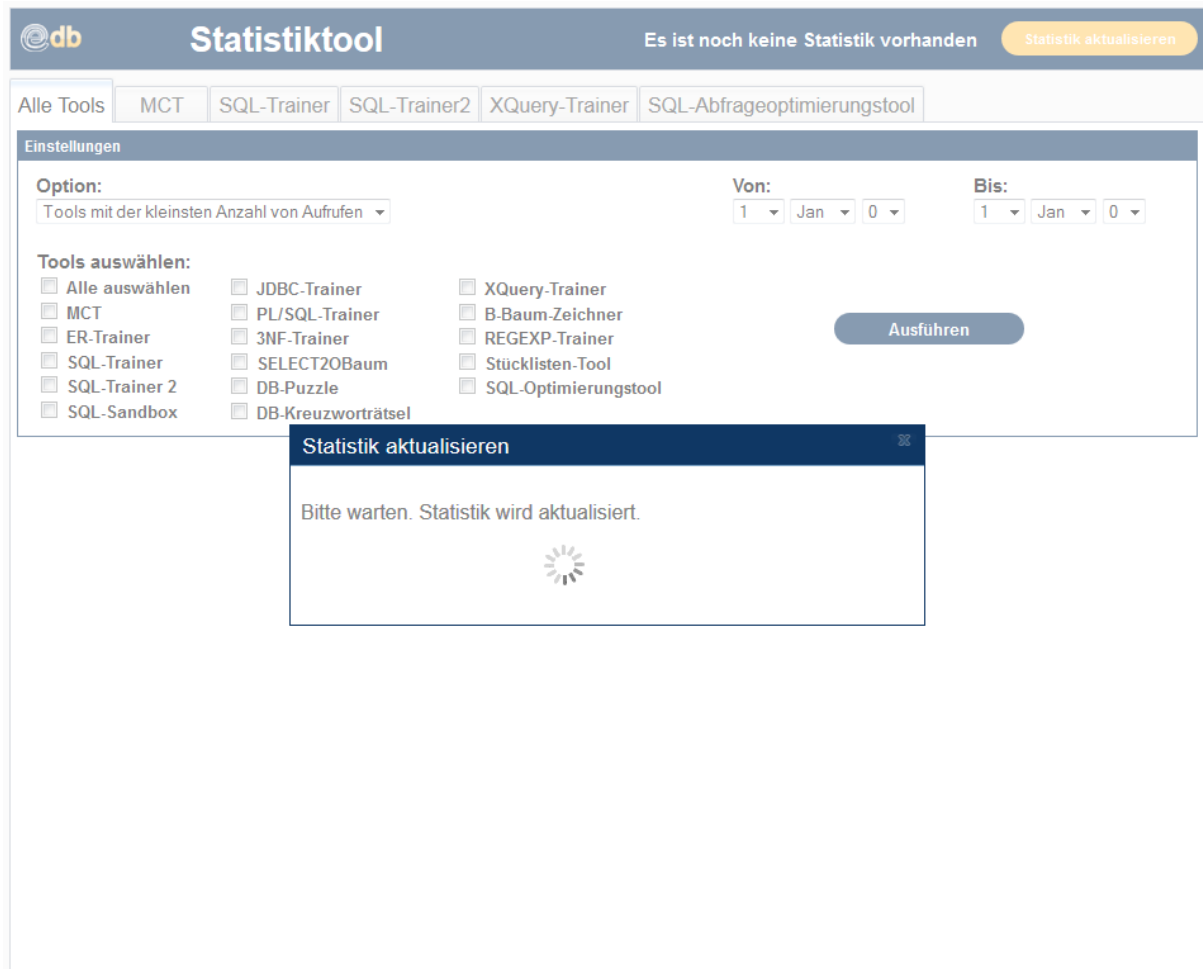 edb Statistiktool Es ist noch keine Statistik vorhanden Statistik aktualisieren
Alle Tools MCT SQL-Trainer SQL-Trainer2 XQuery-Trainer SQL-Abfrageoptimierungstool
Einstellungen
Option: Von: Bis:
Tools mit der kleinsten Anzahl von Aufrufen 1 Jan 0 1 Jan 0
Tools auswählen:
Alle auswählen JDBC-Trainer XQuery-Trainer
MCT PL/SQL-Trainer B-Baum-Zeichner
ER-Trainer 3NF-Trainer REGEXP-Trainer Ausführen
SQL-Trainer SELECT2OBaum Stücklisten-Tool
SQL-Trainer 2 DB-Puzzle SQL-Optimierungstool
SQL-Sandbox DB-Kreuzworträtsel
Statistik aktualisieren
Bitte warten. Statistik wird aktualisiert.